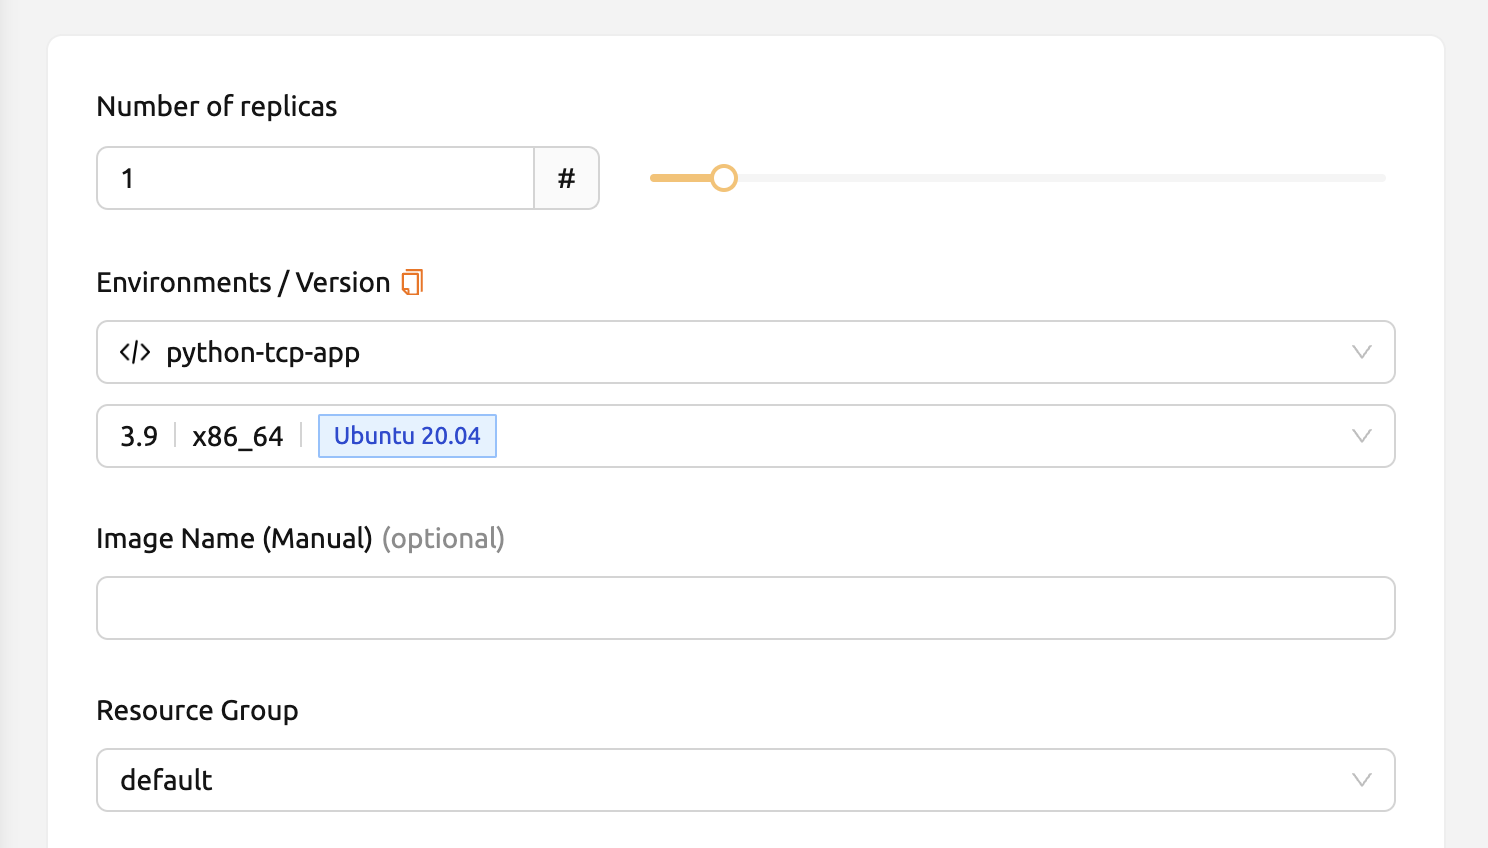 Number of replicas
1 #
Environments / Version
</> python-tcp-app
3.9 x86_64 Ubuntu 20.04
Image Name (Manual) (optional)
Resource Group
default